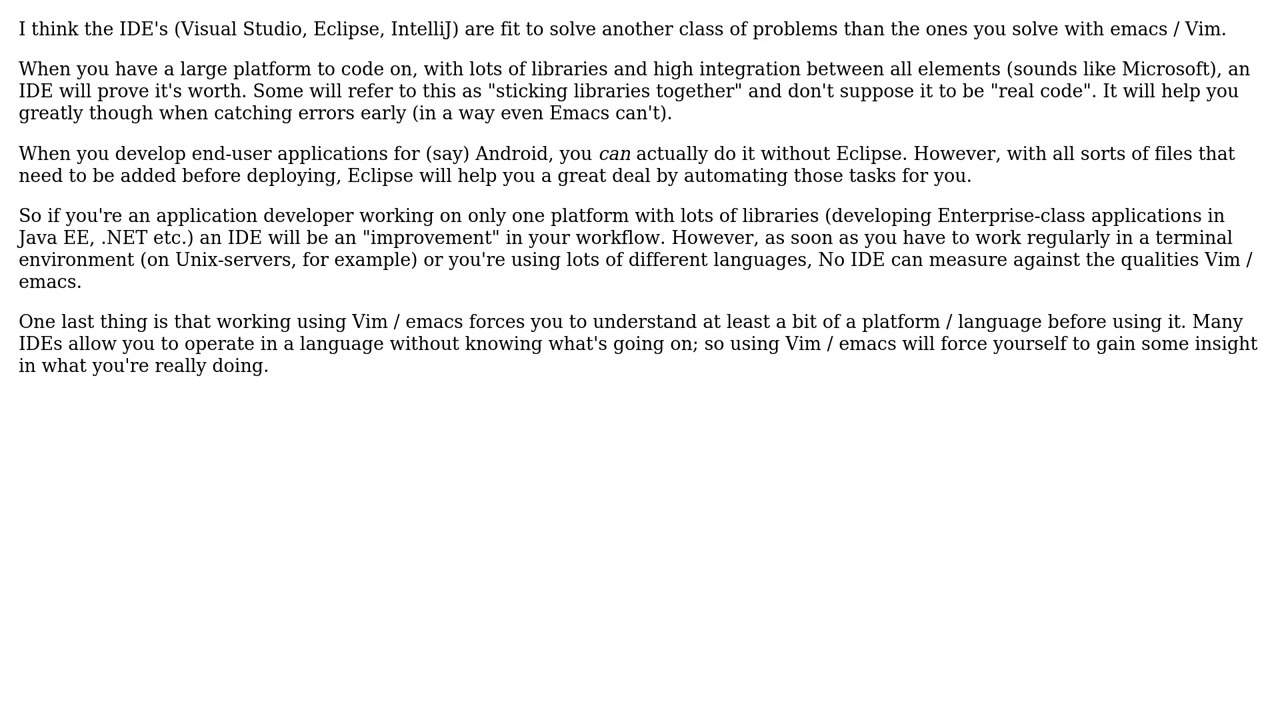 I think the IDE's (Visual Studio, Eclipse, IntelliJ) are fit to solve another class of problems than the ones you solve with emacs / Vim.
When you have a large platform to code on, with lots of libraries and high integration between all elements (sounds like Microsoft), an
IDE will prove it's worth. Some will refer to this as "sticking libraries together" and don't suppose it to be "real code". It will help you
greatly though when catching errors early (in a way even Emacs can't).
When you develop end-user applications for (say) Android, you can actually do it without Eclipse. However, with all sorts of files that
need to be added before deploying, Eclipse will help you a great deal by automating those tasks for you.
So if you're an application developer working on only one platform with lots of libraries (developing Enterprise-class applications in
Java EE, .NET etc.) an IDE will be an "improvement" in your workflow. However, as soon as you have to work regularly in a terminal
environment (on Unix-servers, for example) or you're using lots of different languages, No IDE can measure against the qualities Vim /
emacs.
One last thing is that working using Vim / emacs forces you to understand at least a bit of a platform / language before using it. Many
IDEs allow you to operate in a language without knowing what's going on; so using Vim / emacs will force yourself to gain some insight
in what you're really doing.